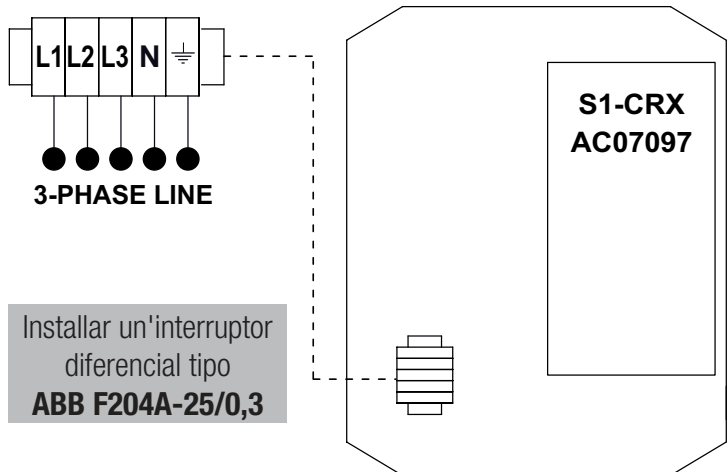 L1 L2 L3 N
3-PHASE LINE
S1-CRX
AC07097
Installar un'interruptor
diferencial tipo
ABB F204A-25/0,3